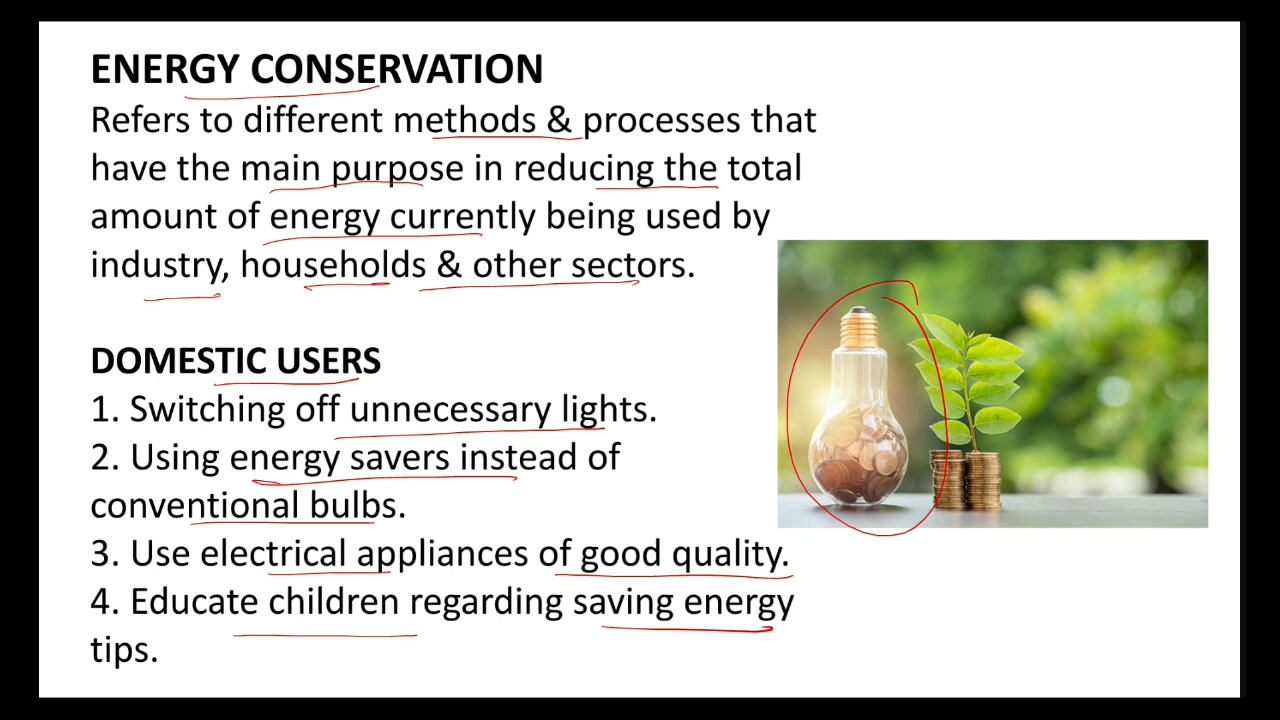 ENERGY CONSERVATION
Refers to different methods & processes that
have the main purpose in reducing the total
amount of energy currently being used by
industry, households & other sectors.
DOMESTIC USERS
1. Switching off unnecessary lights.
2. Using energy savers instead of
conventional bulbs.
3. Use electrical appliances of good quality.
4. Educate children regarding saving energy
tips.